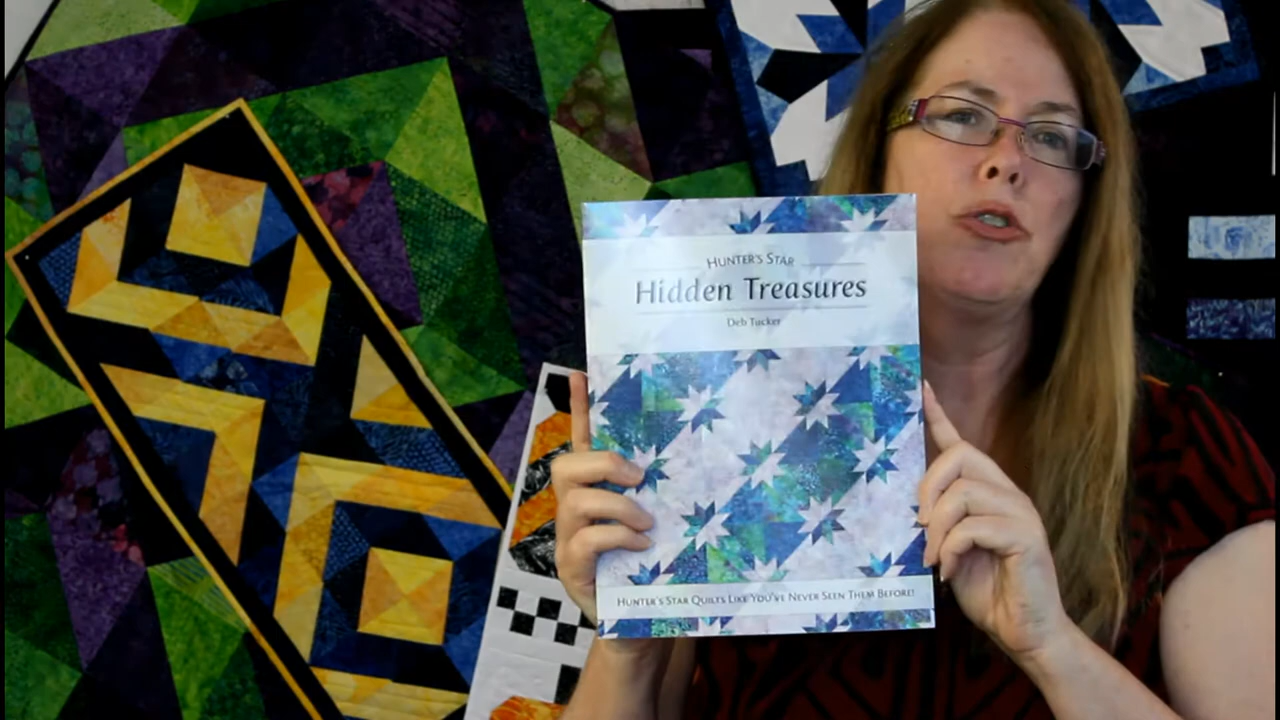 Hunter's Star
Hidden Treasures
Deb Tucker
Hunter's Star Quilts Like You've Never Seen Them Before!